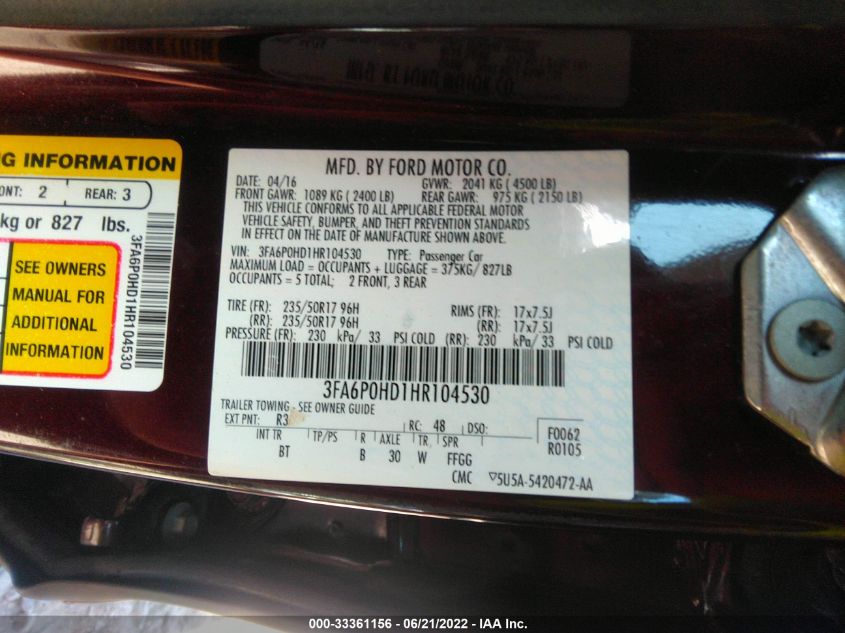 G INFORMATION
ONT: 2 REAR: 3
kg or 827 lbs.
SEE OWNERS
MANUAL FOR
ADDITIONAL
INFORMATION
3FA6P0HD1HR104530
MFD. BY FORD MOTOR CO.
DATE: 04/16 GVWR: 2041 KG ( 4500 LB)
FRONT GAWR: 1089 KG ( 2400 LB) REAR GAWR: 975 KG ( 2150 LB)
THIS VEHICLE CONFORMS TO ALL APPLICABLE FEDERAL MOTOR
VEHICLE SAFETY, BUMPER, AND THEFT PREVENTION STANDARDS
IN EFFECT ON THE DATE OF MANUFACTURE SHOWN ABOVE.
VIN: 3FA6P0HD1HR104530 TYPE: Passenger Car
MAXIMUM LOAD = OCCUPANTS + LUGGAGE = 375KG/827LB
OCCUPANTS = 5 TOTAL; 2 FRONT, 3 REAR
TIRE (FR): 235/50R17 96H RIMS (FR): 17x7.5J
(RR): 235/50R17 96H (RR): 17x7.5J
PRESSURE (FR): 230 kPa/ 33 PSI COLD (RR): 230 kPa/ 33 PSI COLD
3FA6P0HD1HR104530
TRAILER TOWING - SEE OWNER GUIDE
EXT PNT: R3 RC: 48 DSO:
INT TR TP/PS R AXLE TR SPR F0062
BT B 30 W FFGG R0105
CMC ▽5U5A-5420472-AA
000-33361156 - 06/21/2022 - IAA Inc.